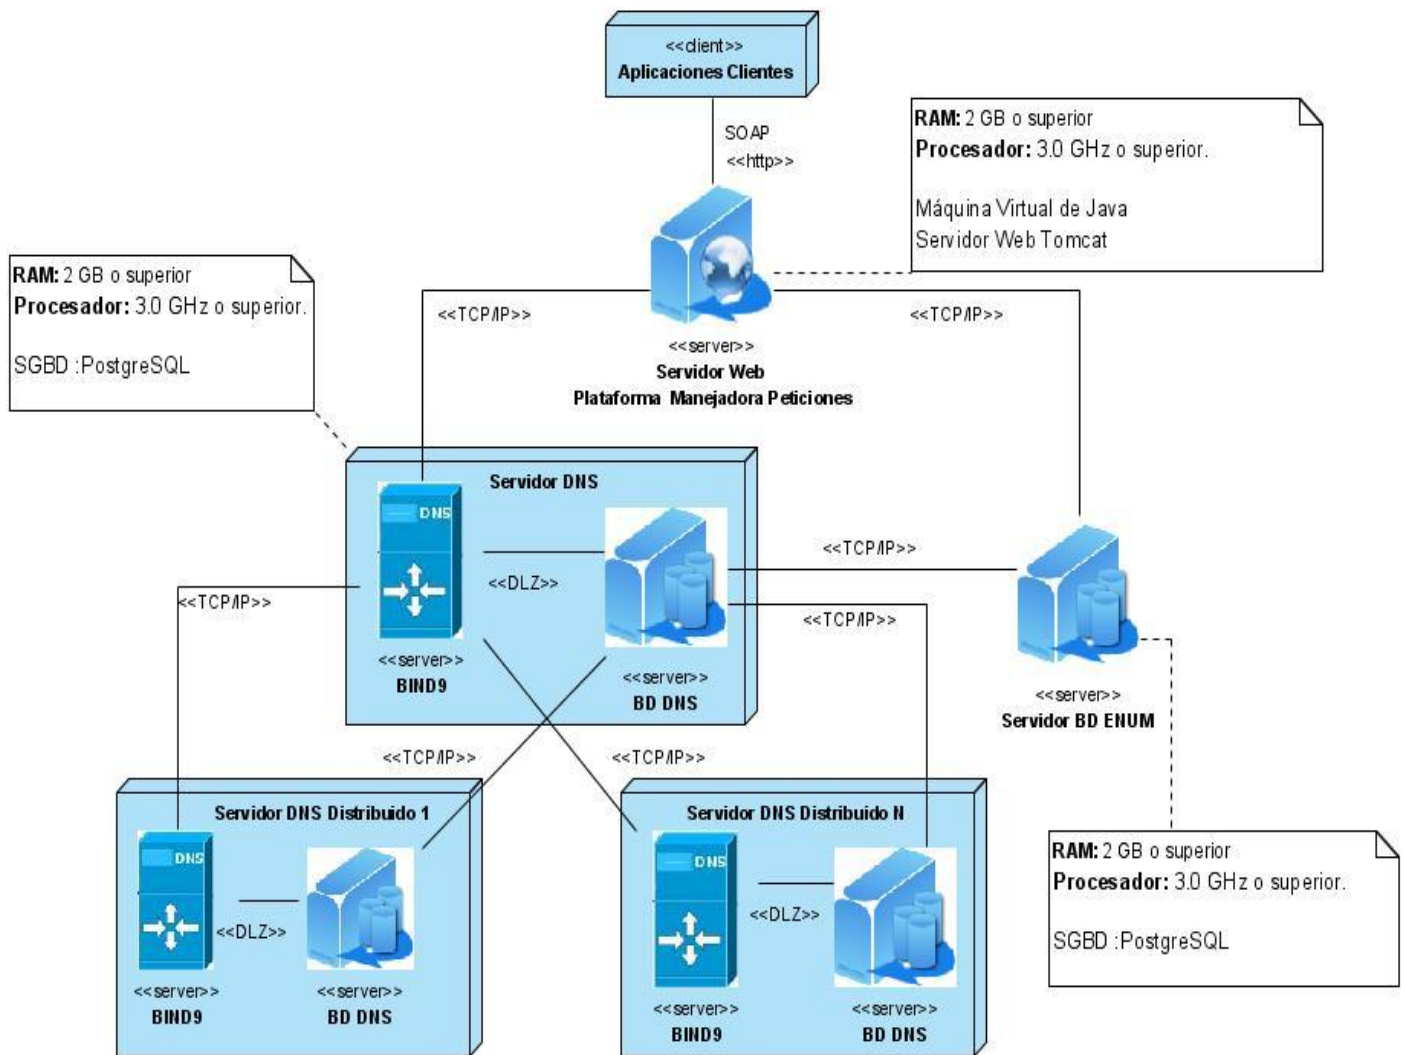 <<client>>
Aplicaciones Clientes
SOAP
<<http>>
RAM: 2 GB o superior
Procesador: 3.0 GHz o superior.
Máquina Virtual de Java
Servidor Web Tomcat
RAM: 2 GB o superior
Procesador: 3.0 GHz o superior.
SGBD :PostgreSQL
<<TCP/IP>>
<<TCP/IP>>
<<server>>
Servidor Web
Plataforma Manejadora Peticiones
Servidor DNS
DNS
<<DLZ>>
<<server>>
BIND9
<<server>>
BD DNS
<<TCP/IP>>
<<TCP/IP>>
<<TCP/IP>>
<<server>>
Servidor BD ENUM
<<TCP/IP>>
<<TCP/IP>>
Servidor DNS Distribuido 1
DNS
<<DLZ>>
<<server>>
BIND9
<<server>>
BD DNS
Servidor DNS Distribuido N
DNS
<<DLZ>>
<<server>>
BIND9
<<server>>
BD DNS
RAM: 2 GB o superior
Procesador: 3.0 GHz o superior.
SGBD :PostgreSQL